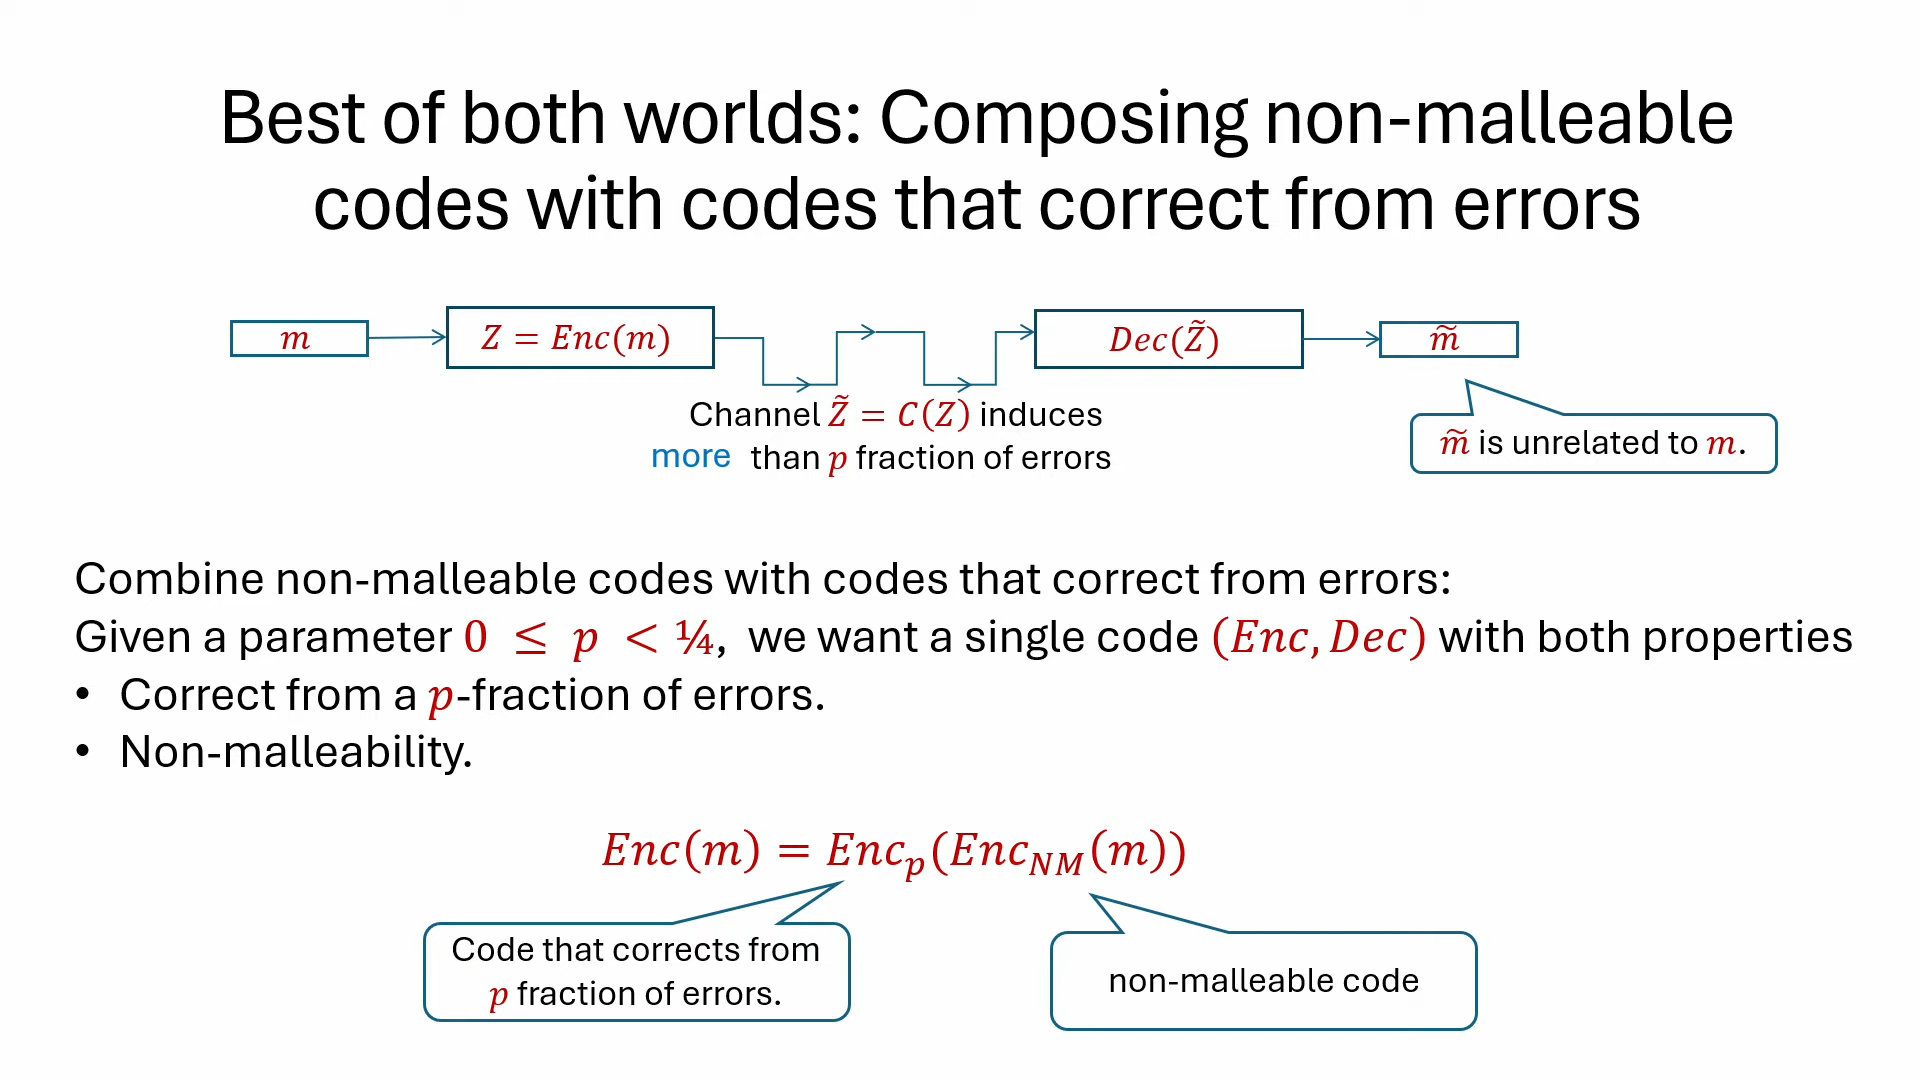 Best of both worlds: Composing non-malleable
codes with codes that correct from errors
m
Z = Enc(m)
Dec(Z̃)
m̃
Channel Z̃ = C(Z) induces
more than p fraction of errors
m̃ is unrelated to m.
Combine non-malleable codes with codes that correct from errors:
Given a parameter 0 ≤ p < ¼, we want a single code (Enc, Dec) with both properties
• Correct from a p-fraction of errors.
• Non-malleability.
Enc(m) = Enc_p(Enc_{NM}(m))
Code that corrects from
p fraction of errors.
non-malleable code